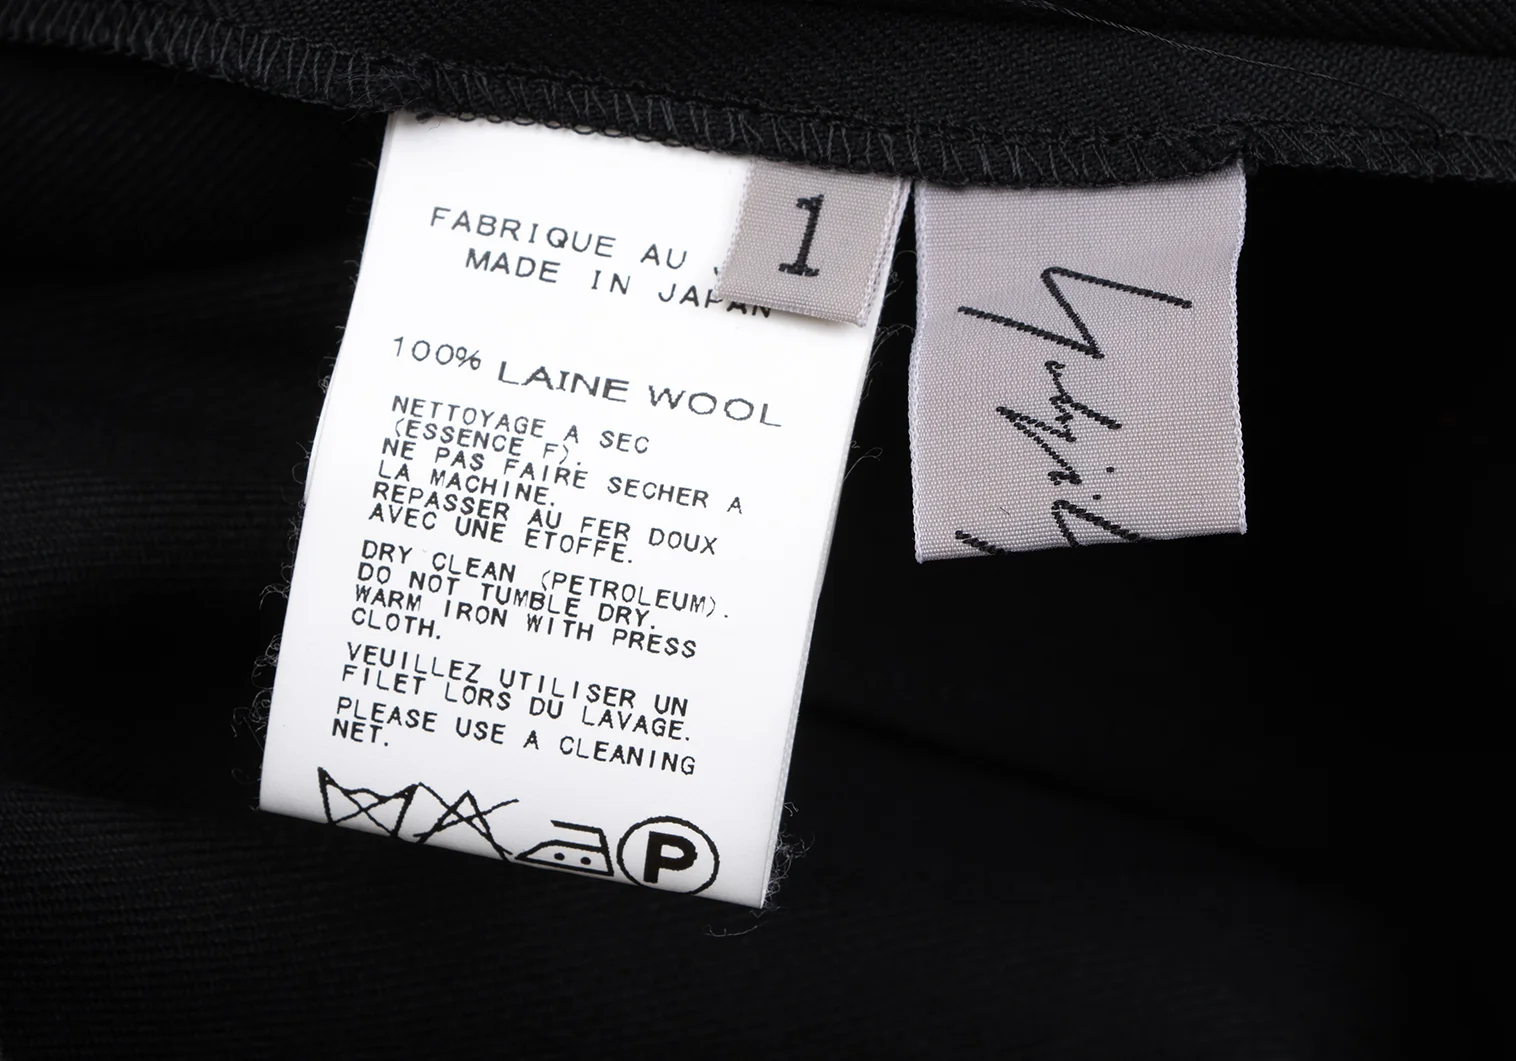 FABRIQUE AU
MADE IN JAPAN
1
100% LAINE WOOL
NETTOYAGE A SEC
(ESSENCE F).
NE PAS FAIRE SECHER A
LA MACHINE.
REPASSER AU FER DOUX
AVEC UNE ETOFFE.
DRY CLEAN (PETROLEUM).
DO NOT TUMBLE DRY.
WARM IRON WITH PRESS
CLOTH.
VEUILLEZ UTILISER UN
FILET LORS DU LAVAGE.
PLEASE USE A CLEANING
NET.
P